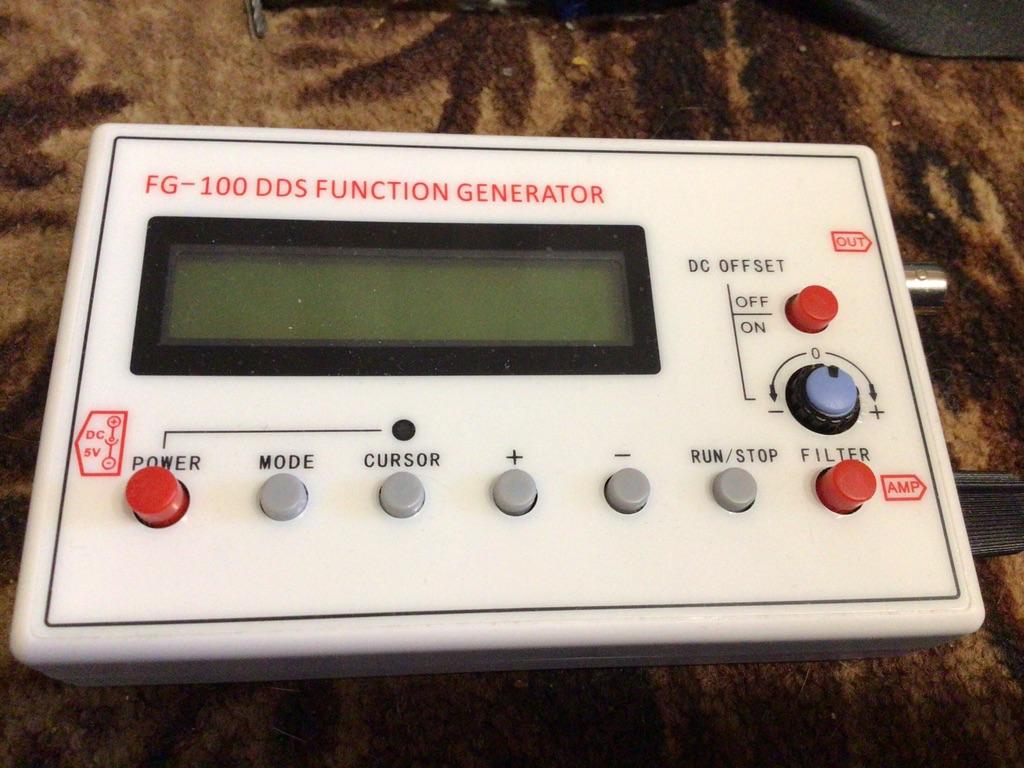 FG-100 DDS FUNCTION GENERATOR
OUT
DC OFFSET
OFF
ON
0
- +
DC
5V
+
-
POWER MODE CURSOR + - RUN/STOP FILTER
AMP